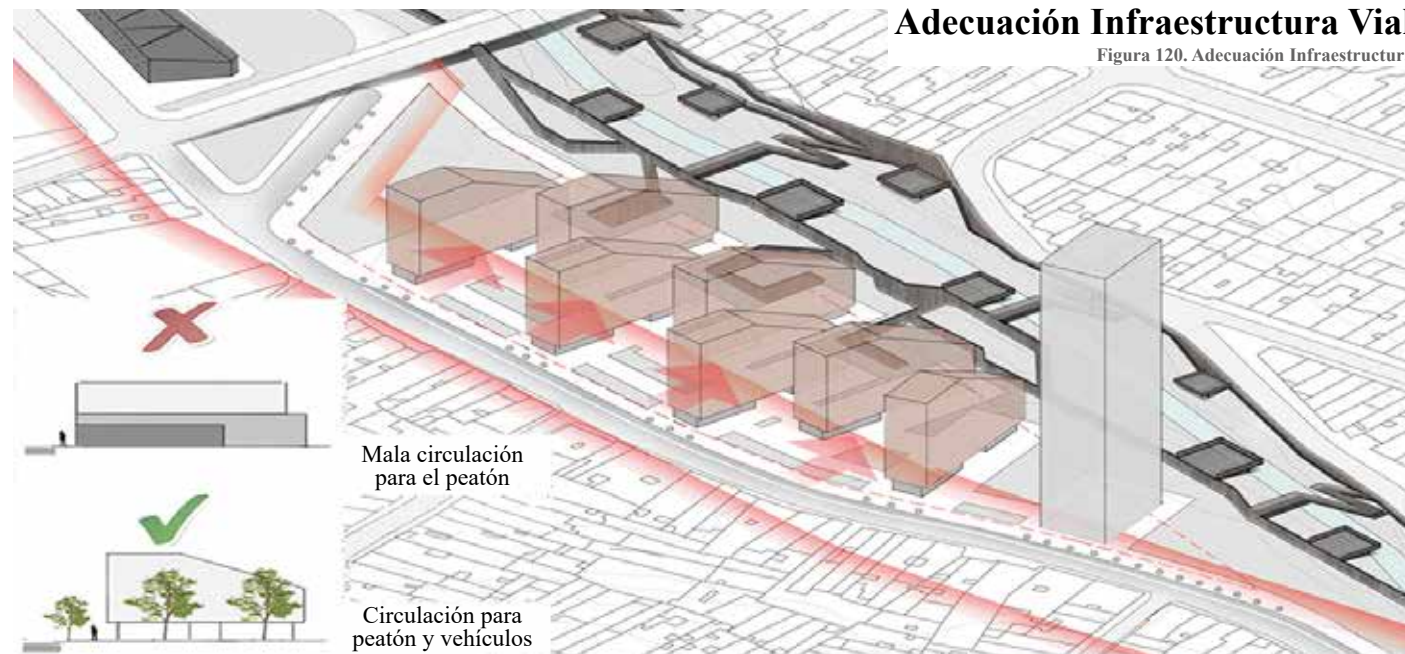 Adecuación Infraestructura Vial
Figura 120. Adecuación Infraestructur
Mala circulación
para el peatón
Circulación para
peatón y vehículos